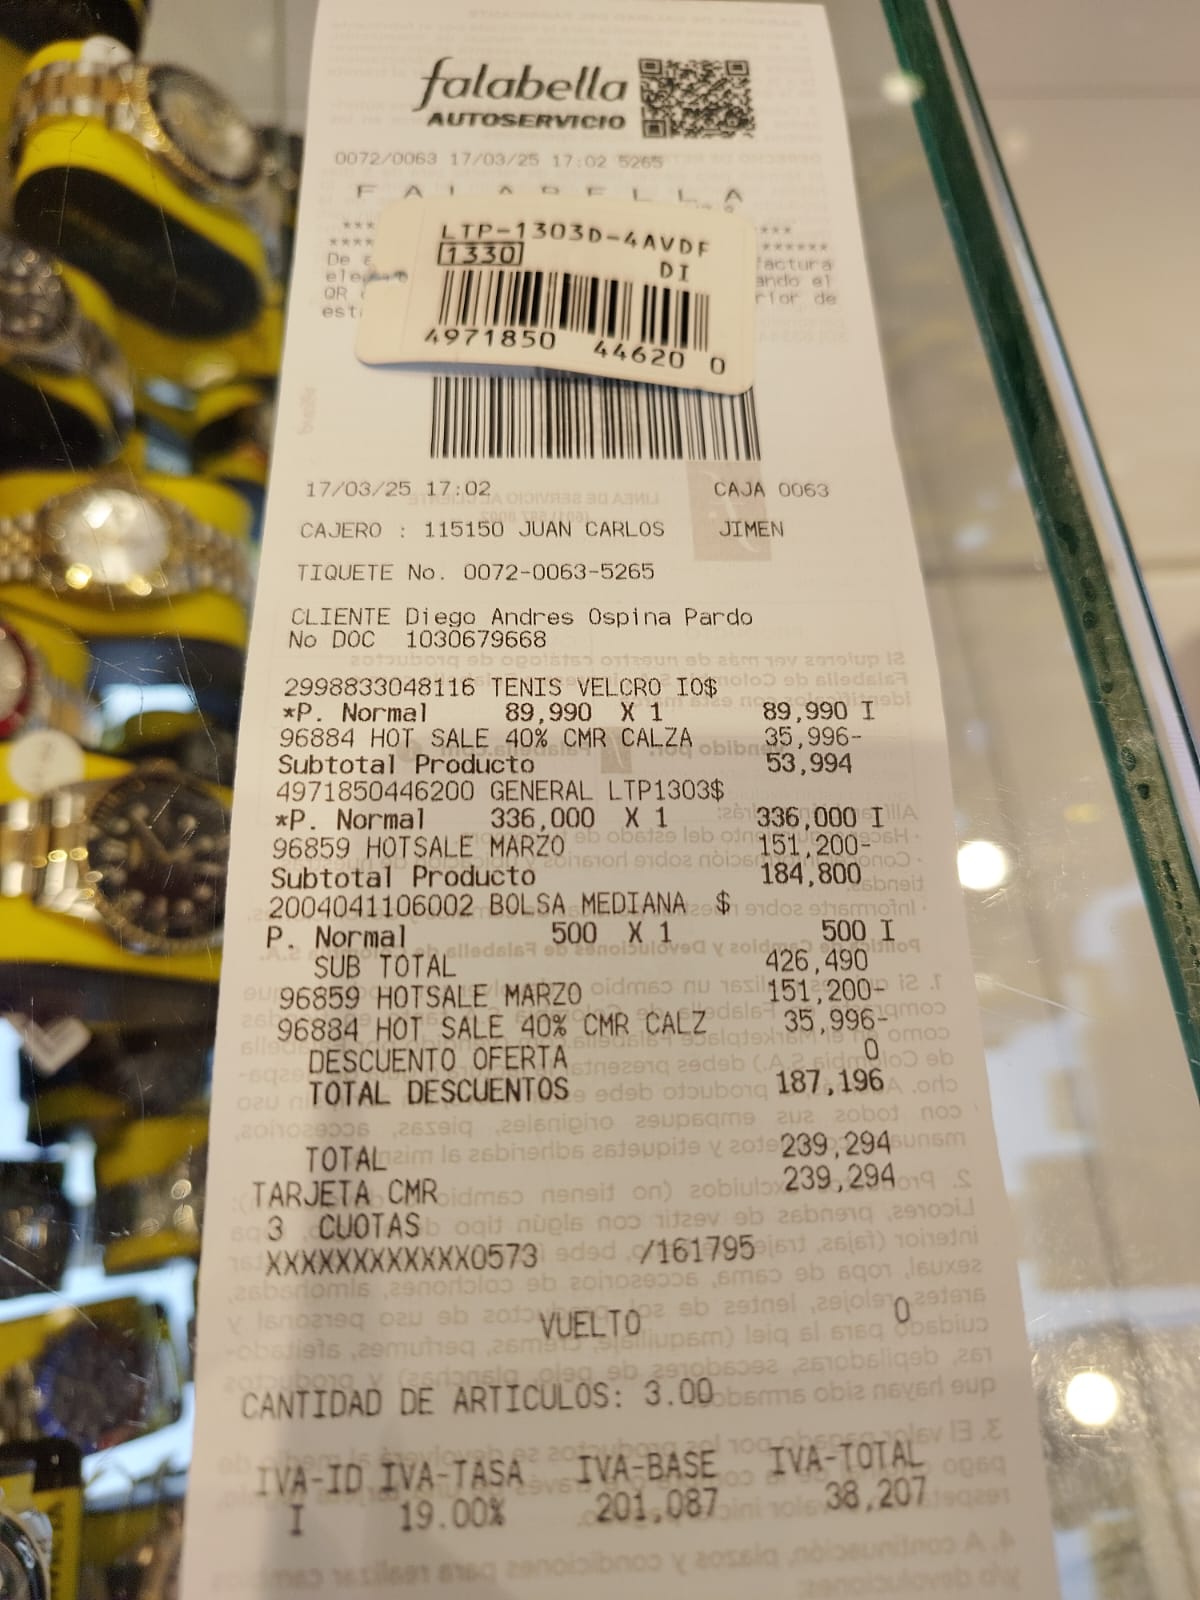 falabella
AUTOSERVICIO
0072/0063 17/03/25 17:02 5265
F A L A B E L L A
LTP-1303D-4AVDF
1330 DI
4971850 44620 0
De
factura
ando el
QR
rior de
17/03/25 17:02 CAJA 0063
CAJERO : 115150 JUAN CARLOS JIMEN
TIQUETE No. 0072-0063-5265
CLIENTE Diego Andres Ospina Pardo
No DOC 1030679668
2998833048116 TENIS VELCRO IO$
*P. Normal 89,990 X 1 89,990 I
96884 HOT SALE 40% CMR CALZA 35,996-
Subtotal Producto 53,994
4971850446200 GENERAL LTP1303$
*P. Normal 336,000 X 1 336,000 I
96859 HOTSALE MARZO 151,200-
Subtotal Producto 184,800
2004041106002 BOLSA MEDIANA $
P. Normal 500 X 1 500 I
SUB TOTAL 426,490
96859 HOTSALE MARZO 151,200-
96884 HOT SALE 40% CMR CALZ 35,996-
DESCUENTO OFERTA 0
TOTAL DESCUENTOS 187,196
TOTAL 239,294
TARJETA CMR 239,294
3 CUOTAS
XXXXXXXXXXXX0573 /161795
VUELTO 0
CANTIDAD DE ARTICULOS: 3.00
IVA-ID IVA-TASA IVA-BASE IVA-TOTAL
I 19.00% 201,087 38,207